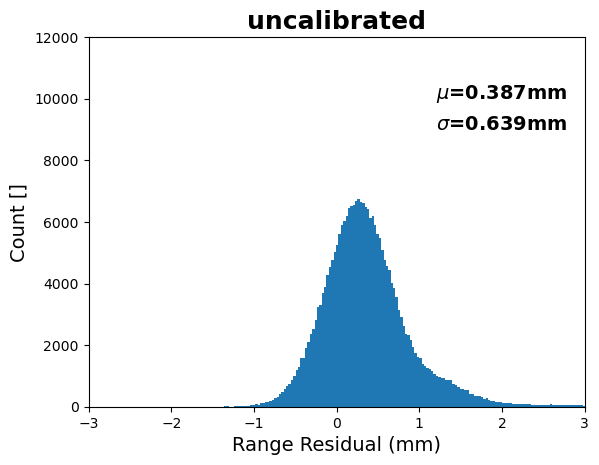 uncalibrated
12000
10000
8000
6000
4000
2000
0
μ=0.387mm
σ=0.639mm
Count []
−3 −2 −1 0 1 2 3
Range Residual (mm)